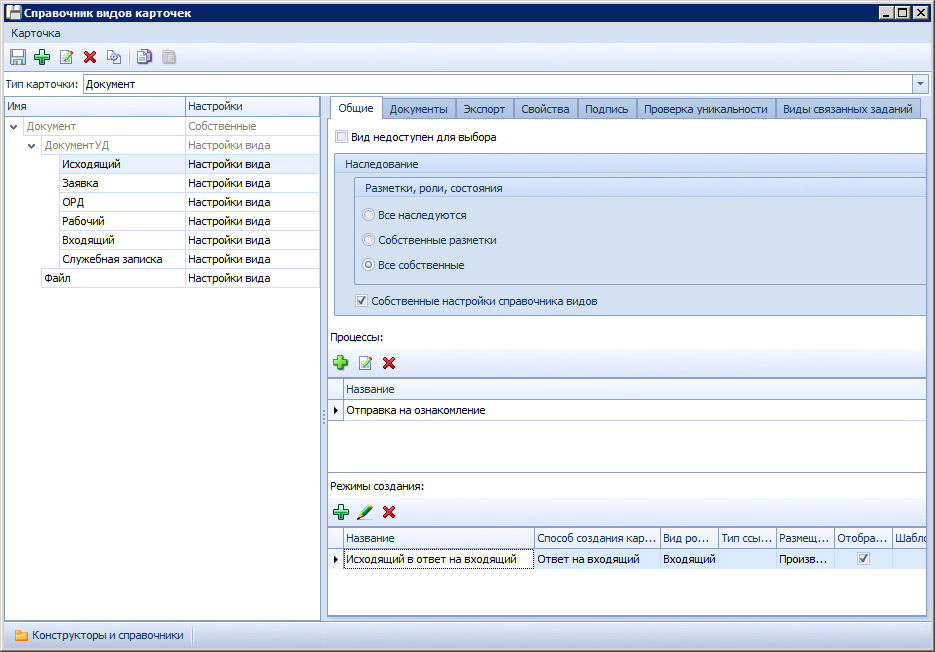 Справочник видов карточек
Карточка
Тип карточки: Документ
Имя Настройки
Документ Собственные
ДокументУД Настройки вида
Исходящий Настройки вида
Заявка Настройки вида
ОРД Настройки вида
Рабочий Настройки вида
Входящий Настройки вида
Служебная записка Настройки вида
Файл Настройки вида
Общие Документы Экспорт Свойства Подпись Проверка уникальности Виды связанных заданий
Вид недоступен для выбора
Наследование
Разметки, роли, состояния
Все наследуются
Собственные разметки
Все собственные
Собственные настройки справочника видов
Процессы:
Название
Отправка на ознакомление
Режимы создания:
Название Способ создания кар... Вид ро... Тип ссы... Размещ... Отобра... Шабло
Исходящий в ответ на входящий Ответ на входящий Входящий Произв...
Конструкторы и справочники